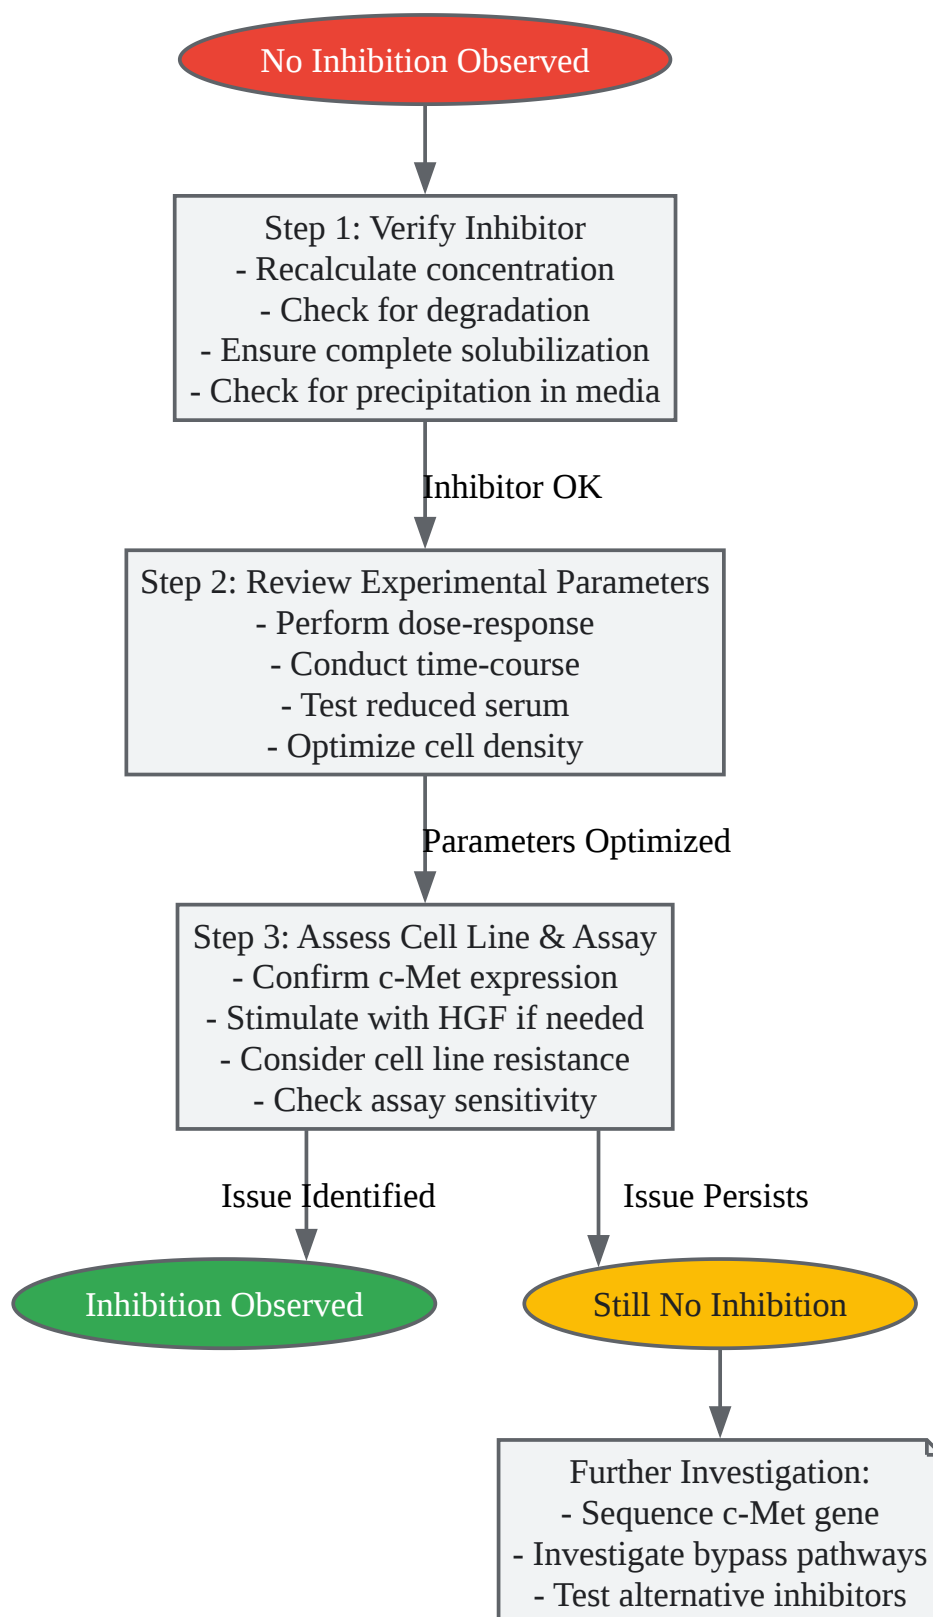 No Inhibition Observed
Step 1: Verify Inhibitor
- Recalculate concentration
- Check for degradation
- Ensure complete solubilization
- Check for precipitation in media
Inhibitor OK
Step 2: Review Experimental Parameters
- Perform dose-response
- Conduct time-course
- Test reduced serum
- Optimize cell density
Parameters Optimized
Step 3: Assess Cell Line & Assay
- Confirm c-Met expression
- Stimulate with HGF if needed
- Consider cell line resistance
- Check assay sensitivity
Issue Identified
Issue Persists
Inhibition Observed
Still No Inhibition
Further Investigation:
- Sequence c-Met gene
- Investigate bypass pathways
- Test alternative inhibitors